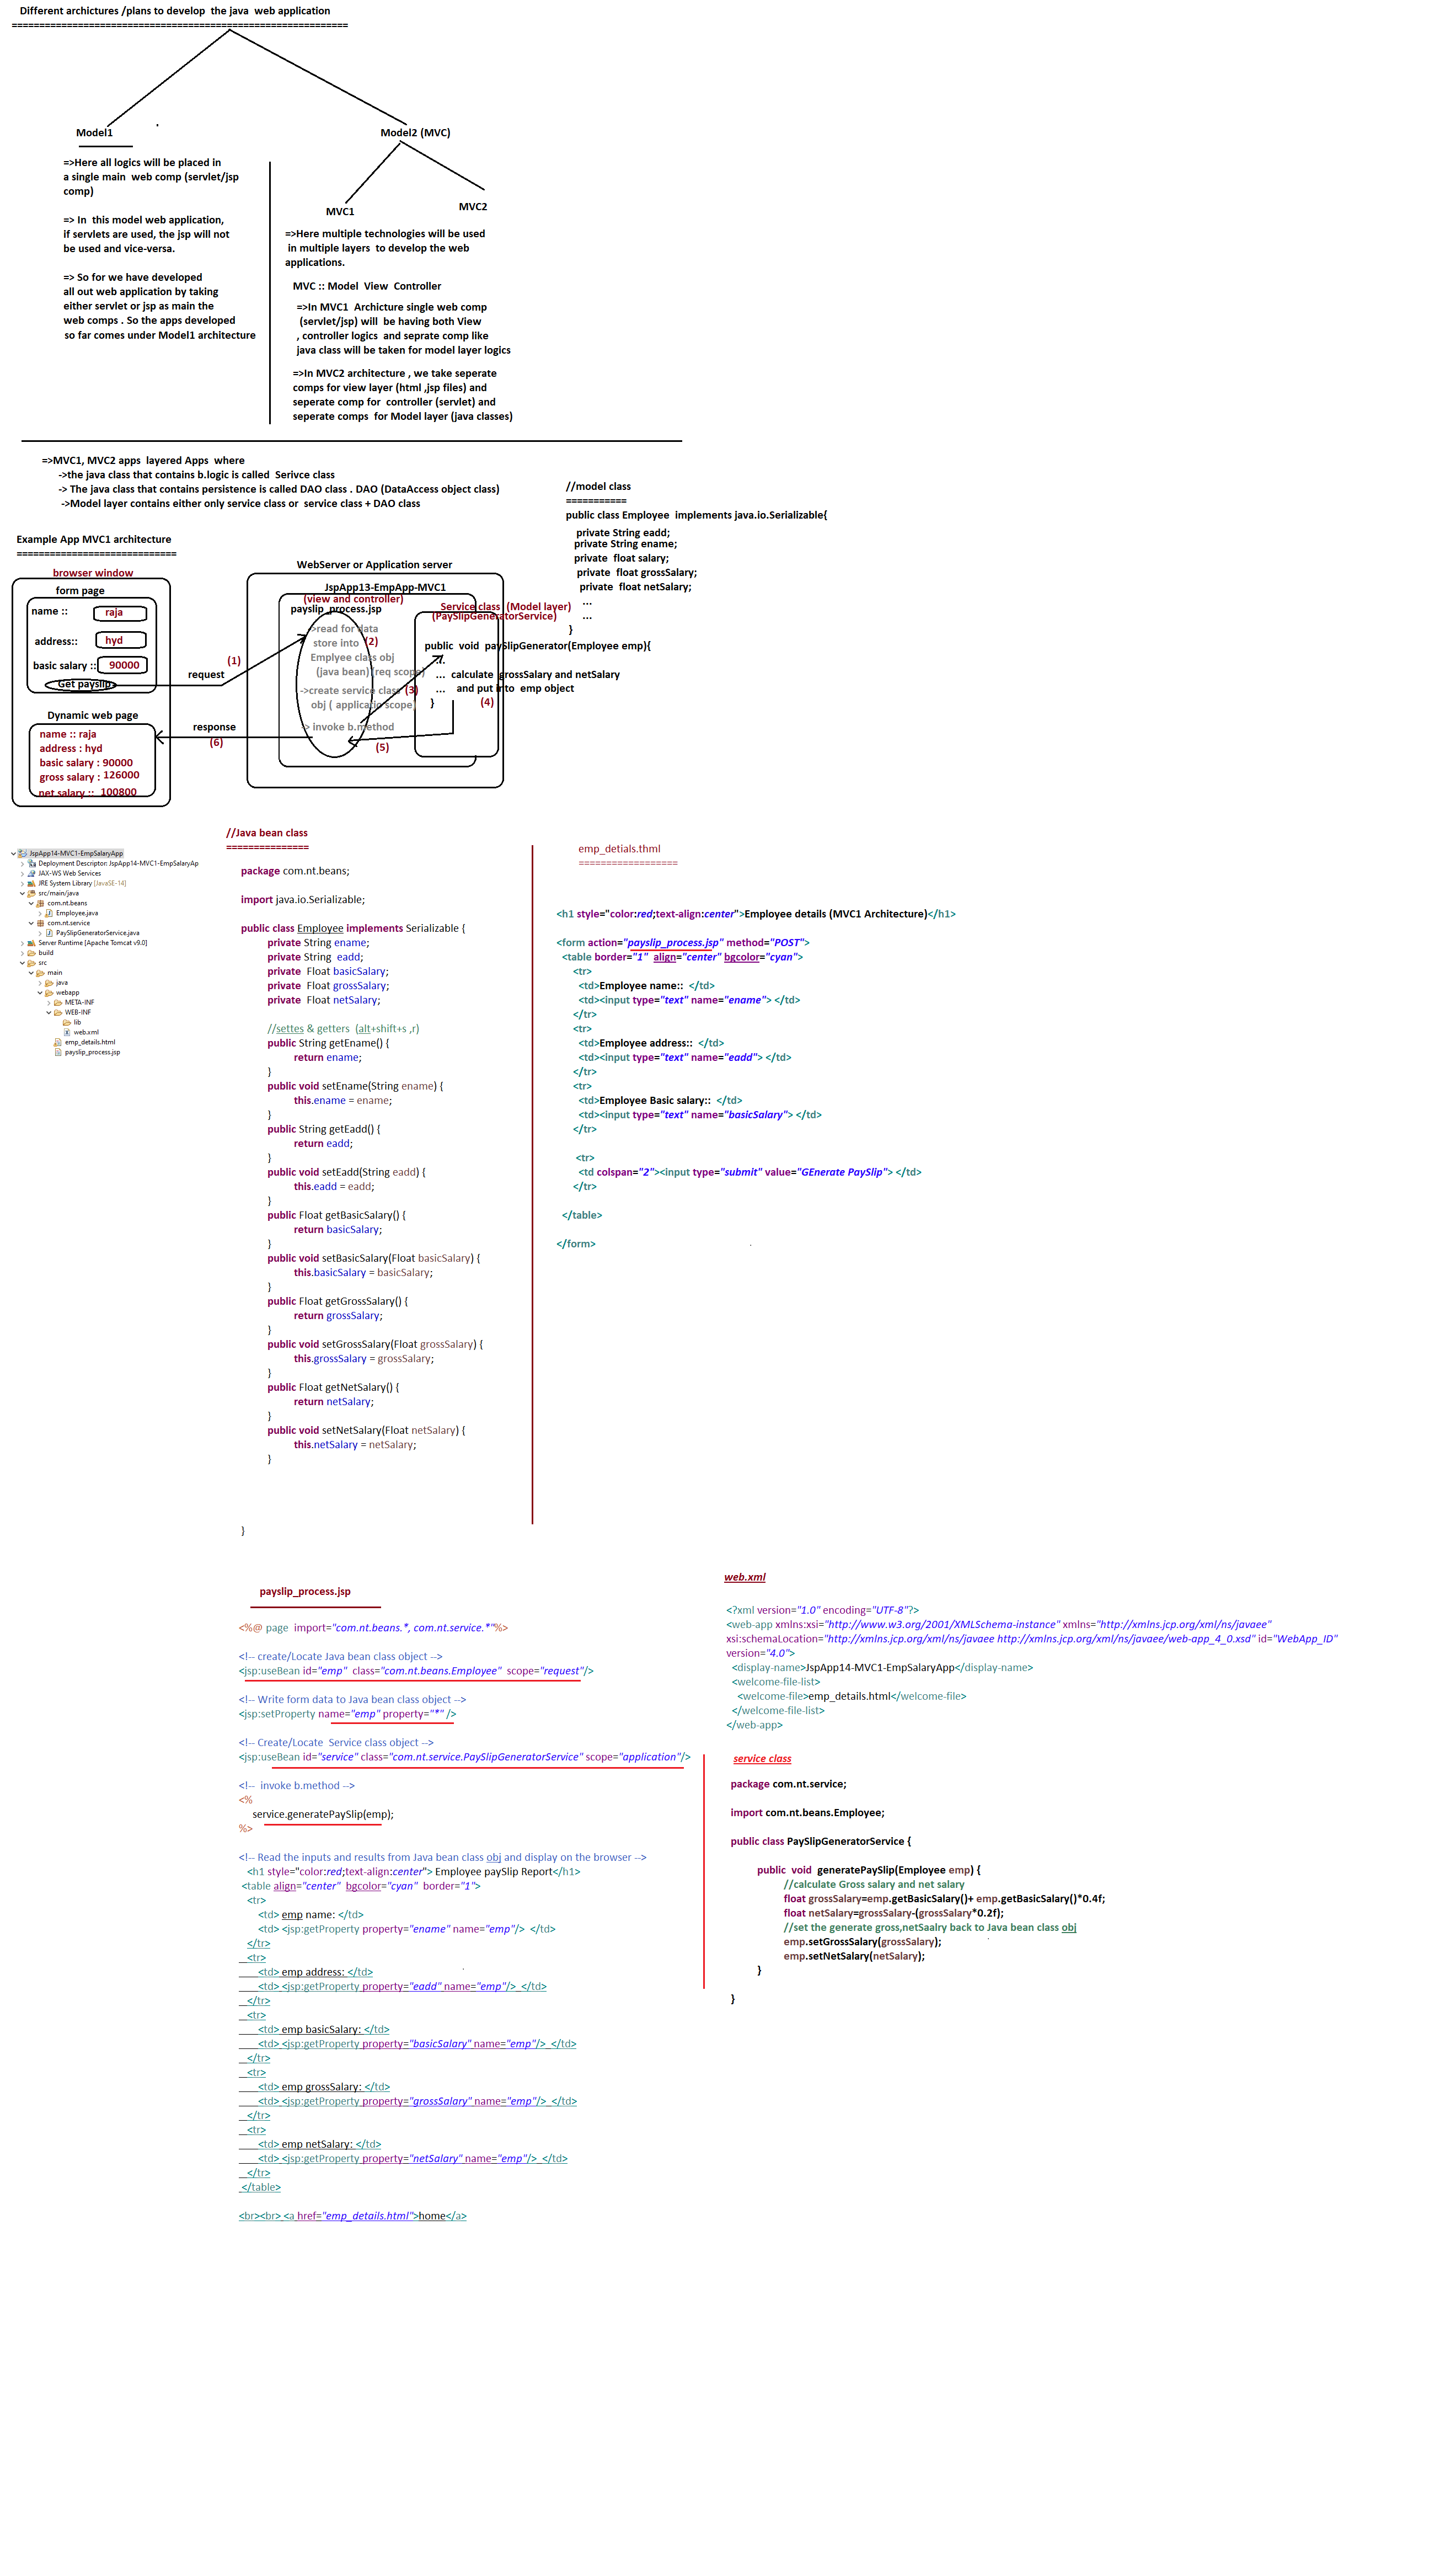 Different archictures /plans to develop  the java  web application
=============================================================
Model1
=>Here all logics will be placed in
a single main  web comp (servlet/jsp
comp)
=> In  this model web application,
if servlets are used, the jsp will not
be used and vice-versa.
=> So for we have developed
all out web application by taking
either servlet or jsp as main the
web comps . So the apps developed
so far comes under Model1 architecture
Model2 (MVC)
MVC1
MVC2
=>Here multiple technologies will be used
in multiple layers  to develop the web
applications.
MVC :: Model  View  Controller
=>In MVC1  Archicture single web comp
(servlet/jsp) will  be having both View
, controller logics  and seprate comp like
java class will be taken for model layer logics
=>In MVC2 architecture , we take seperate
comps for view layer (html ,jsp files) and
seperate comp for  controller (servlet) and
seperate comps  for Model layer (java classes)
=>MVC1, MVC2 apps  layered Apps  where
->the java class that contains b.logic is called  Serivce class
-> The java class that contains persistence is called DAO class . DAO (DataAccess object class)
->Model layer contains either only service class or  service class + DAO class
//model class
===========
public class Employee  implements java.io.Serializable{
private String eadd;
private String ename;
private  float salary;
private  float grossSalary;
private  float netSalary;
...
...
}
Example App MVC1 architecture
=============================
browser window
form page
name ::
raja
address::
hyd
basic salary ::
90000
Get payslip
request
(1)
WebServer or Application server
JspApp13-EmpApp-MVC1
(view and controller)
payslip_process.jsp
->read for data
store into
(2)
Emplyee class obj
(java bean) (req scope)
->create service class
(3)
obj ( applicatio scope)
-> invoke b.method
Service class  (Model layer)
(PaySlipGeneratorService)
public  void  paySlipGenerator(Employee emp){
...
...  calculate  grossSalary and netSalary
...    and put into  emp object
}
(4)
(5)
response
(6)
Dynamic web page
name :: raja
address : hyd
basic salary : 90000
gross salary : 126000
net salary ::  100800
JspApp14-MVC1-EmpSalaryApp
Deployment Descriptor: JspApp14-MVC1-EmpSalaryAp
JAX-WS Web Services
JRE System Library [JavaSE-14]
src/main/java
com.nt.beans
Employee.java
com.nt.service
PaySlipGeneratorService.java
Server Runtime [Apache Tomcat v9.0]
build
src
main
java
webapp
META-INF
WEB-INF
lib
web.xml
emp_details.html
payslip_process.jsp
//Java bean class
===============
package com.nt.beans;
import java.io.Serializable;
public class Employee implements Serializable {
private String ename;
private String  eadd;
private  Float basicSalary;
private  Float grossSalary;
private  Float netSalary;
//settes & getters  (alt+shift+s ,r)
public String getEname() {
return ename;
}
public void setEname(String ename) {
this.ename = ename;
}
public String getEadd() {
return eadd;
}
public void setEadd(String eadd) {
this.eadd = eadd;
}
public Float getBasicSalary() {
return basicSalary;
}
public void setBasicSalary(Float basicSalary) {
this.basicSalary = basicSalary;
}
public Float getGrossSalary() {
return grossSalary;
}
public void setGrossSalary(Float grossSalary) {
this.grossSalary = grossSalary;
}
public Float getNetSalary() {
return netSalary;
}
public void setNetSalary(Float netSalary) {
this.netSalary = netSalary;
}
}
emp_detials.thml
==================
<h1 style="color:red;text-align:center">Employee details (MVC1 Architecture)</h1>
<form action="payslip_process.jsp" method="POST">
<table border="1"  align="center" bgcolor="cyan">
<tr>
<td>Employee name::  </td>
<td><input type="text" name="ename"> </td>
</tr>
<tr>
<td>Employee address::  </td>
<td><input type="text" name="eadd"> </td>
</tr>
<tr>
<td>Employee Basic salary::  </td>
<td><input type="text" name="basicSalary"> </td>
</tr>
<tr>
<td colspan="2"><input type="submit" value="GEnerate PaySlip"> </td>
</tr>
</table>
</form>
payslip_process.jsp
<%@ page  import="com.nt.beans.*, com.nt.service.*"%>
<!-- create/Locate Java bean class object -->
<jsp:useBean id="emp"  class="com.nt.beans.Employee"  scope="request"/>
<!-- Write form data to Java bean class object -->
<jsp:setProperty name="emp" property="*" />
<!-- Create/Locate  Service class object -->
<jsp:useBean id="service" class="com.nt.service.PaySlipGeneratorService" scope="application"/>
<!--  invoke b.method -->
<%
service.generatePaySlip(emp);
%>
<!-- Read the inputs and results from Java bean class obj and display on the browser -->
<h1 style="color:red;text-align:center"> Employee paySlip Report</h1>
<table align="center"  bgcolor="cyan"  border="1">
<tr>
<td> emp name: </td>
<td> <jsp:getProperty property="ename" name="emp"/>  </td>
</tr>
<tr>
<td> emp address: </td>
<td> <jsp:getProperty property="eadd" name="emp"/>  </td>
</tr>
<tr>
<td> emp basicSalary: </td>
<td> <jsp:getProperty property="basicSalary" name="emp"/>  </td>
</tr>
<tr>
<td> emp grossSalary: </td>
<td> <jsp:getProperty property="grossSalary" name="emp"/>  </td>
</tr>
<tr>
<td> emp netSalary: </td>
<td> <jsp:getProperty property="netSalary" name="emp"/>  </td>
</tr>
</table>
<br><br> <a href="emp_details.html">home</a>
web.xml
<?xml version="1.0" encoding="UTF-8"?>
<web-app xmlns:xsi="http://www.w3.org/2001/XMLSchema-instance" xmlns="http://xmlns.jcp.org/xml/ns/javaee"
xsi:schemaLocation="http://xmlns.jcp.org/xml/ns/javaee http://xmlns.jcp.org/xml/ns/javaee/web-app_4_0.xsd" id="WebApp_ID"
version="4.0">
<display-name>JspApp14-MVC1-EmpSalaryApp</display-name>
<welcome-file-list>
<welcome-file>emp_details.html</welcome-file>
</welcome-file-list>
</web-app>
service class
package com.nt.service;
import com.nt.beans.Employee;
public class PaySlipGeneratorService {
public  void  generatePaySlip(Employee emp) {
//calculate Gross salary and net salary
float grossSalary=emp.getBasicSalary()+ emp.getBasicSalary()*0.4f;
float netSalary=grossSalary-(grossSalary*0.2f);
//set the generate gross,netSaalry back to Java bean class obj
emp.setGrossSalary(grossSalary);
emp.setNetSalary(netSalary);
}
}